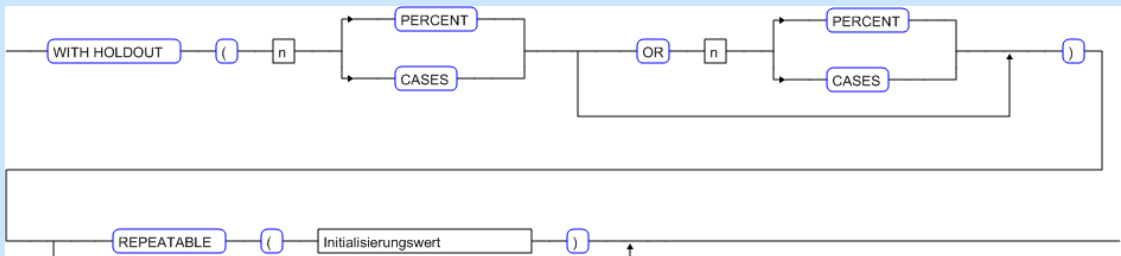 PERCENT
PERCENT
WITH HOLDOUT ( n OR n )
CASES
CASES
REPEATABLE ( Initialisierungswert )